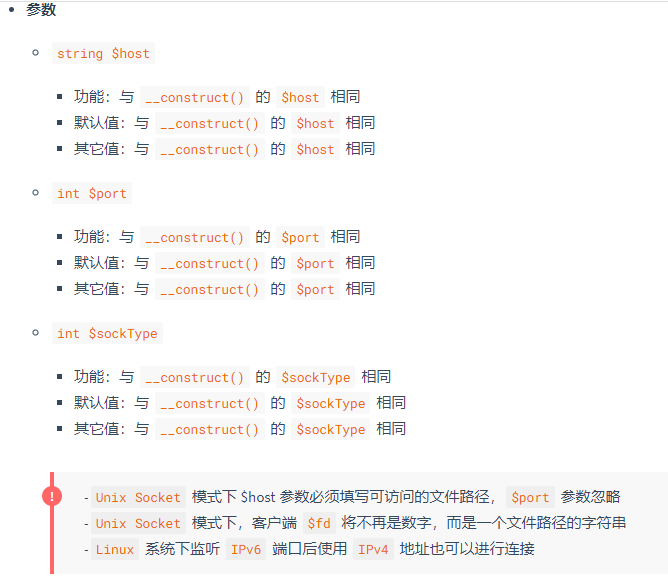 参数
string $host
功能：与 __construct() 的 $host 相同
默认值：与 __construct() 的 $host 相同
其它值：与 __construct() 的 $host 相同
int $port
功能：与 __construct() 的 $port 相同
默认值：与 __construct() 的 $port 相同
其它值：与 __construct() 的 $port 相同
int $sockType
功能：与 __construct() 的 $sockType 相同
默认值：与 __construct() 的 $sockType 相同
其它值：与 __construct() 的 $sockType 相同
- Unix Socket 模式下 $host 参数必须填写可访问的文件路径， $port 参数忽略
- Unix Socket 模式下，客户端 $fd 将不再是数字，而是一个文件路径的字符串
- Linux 系统下监听 IPv6 端口后使用 IPv4 地址也可以进行连接